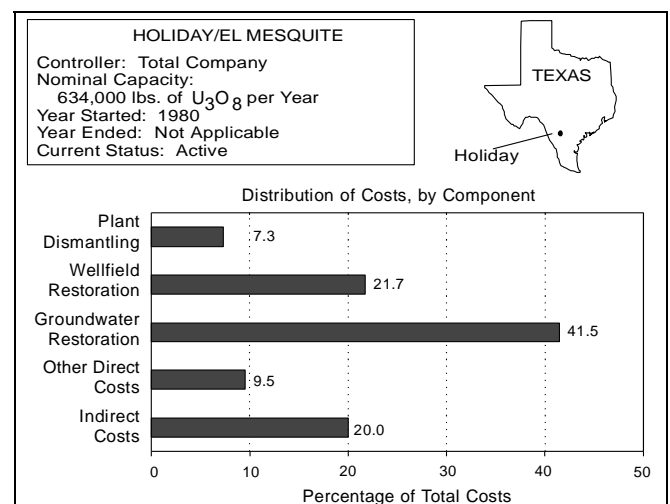 HOLIDAY/EL MESQUITE
Controller: Total Company
Nominal Capacity:
634,000 lbs. of U3O8 per Year
Year Started: 1980
Year Ended: Not Applicable
Current Status: Active
TEXAS
Holiday
Distribution of Costs, by Component
Plant
Dismantling
7.3
Wellfield
Restoration
21.7
Groundwater
Restoration
41.5
Other Direct
Costs
9.5
Indirect
Costs
20.0
0 10 20 30 40 50
Percentage of Total Costs